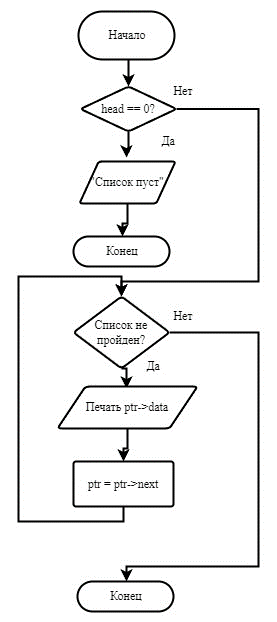 Начало
Нет
head == 0?
Да
"Список пуст"
Конец
Нет
Список не
пройден?
Да
Печать ptr->data
ptr = ptr->next
Конец